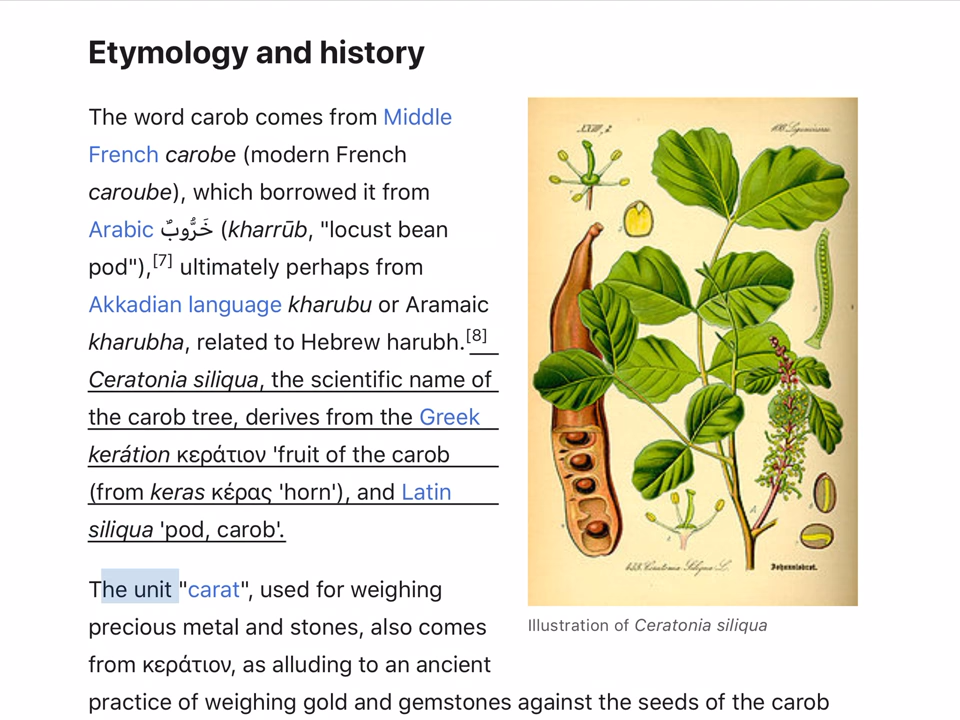 Etymology and history
The word carob comes from Middle
French carobe (modern French
caroube), which borrowed it from
Arabic خَرُّوبٌ (kharrūb, "locust bean
pod"),[7] ultimately perhaps from
Akkadian language kharubu or Aramaic
kharubha, related to Hebrew harubh.[8]
Ceratonia siliqua, the scientific name of
the carob tree, derives from the Greek
kerátion κεράτιον 'fruit of the carob
(from keras κέρας 'horn'), and Latin
siliqua 'pod, carob'.
The unit "carat", used for weighing
precious metal and stones, also comes
from κεράτιον, as alluding to an ancient
practice of weighing gold and gemstones against the seeds of the carob
XXIII, 2.
Ceratonia Siliqua L.
Johannisbrot.
Illustration of Ceratonia siliqua